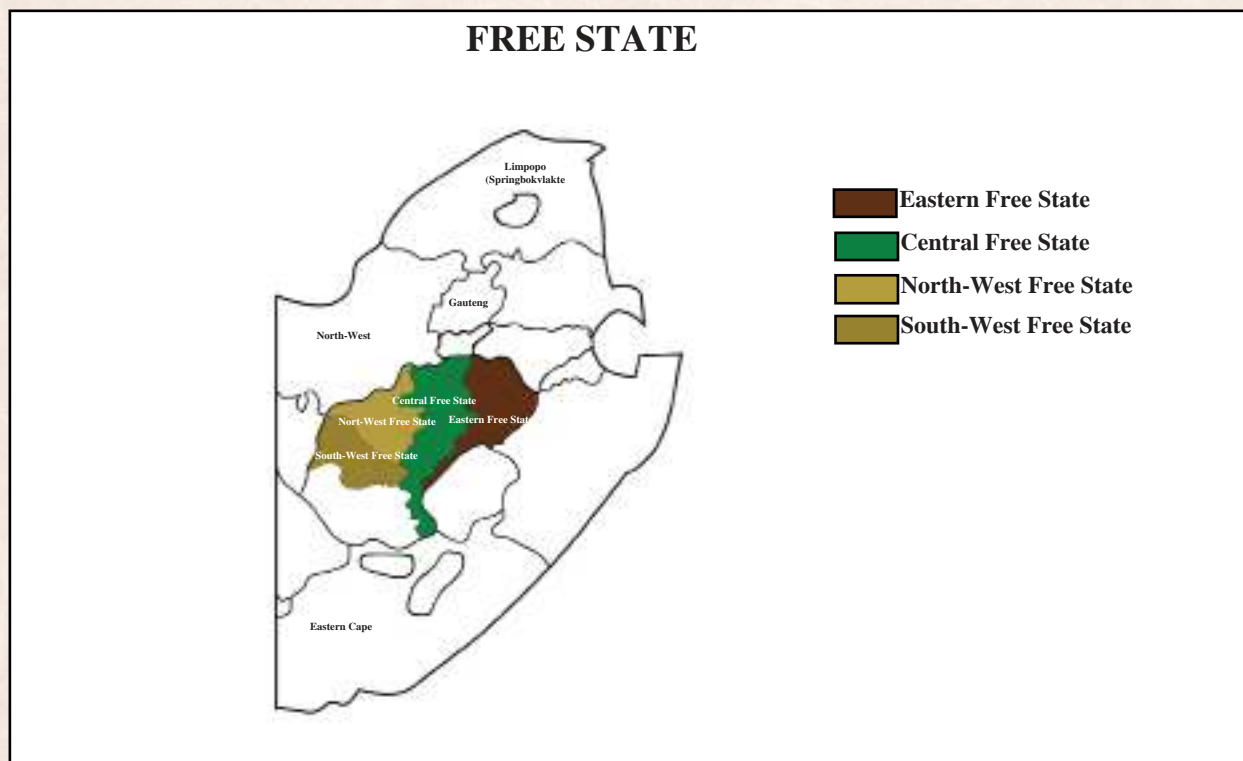 FREE STATE
Limpopo
(Springbokvlakte
Gauteng
North-West
Central Free State
Nort-West Free State
Eastern Free State
South-West Free State
Eastern Cape
Eastern Free State
Central Free State
North-West Free State
South-West Free State